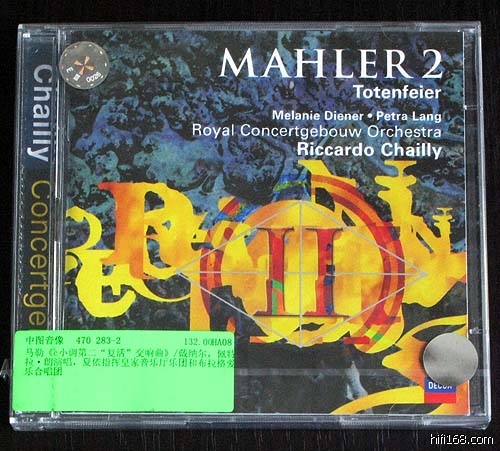 MAHLER 2
Totenfeier
Melanie Diener • Petra Lang
Royal Concertgebouw Orchestra
Riccardo Chailly
Chailly Concertge
II
中图音像 470 283-2 132.00HA08
马勒《c小调第二“复活”交响曲》/戴纳尔，佩特
拉·朗演唱，夏依指挥皇家音乐厅乐团和布拉格爱
乐合唱团
DECCA
hifi168.com